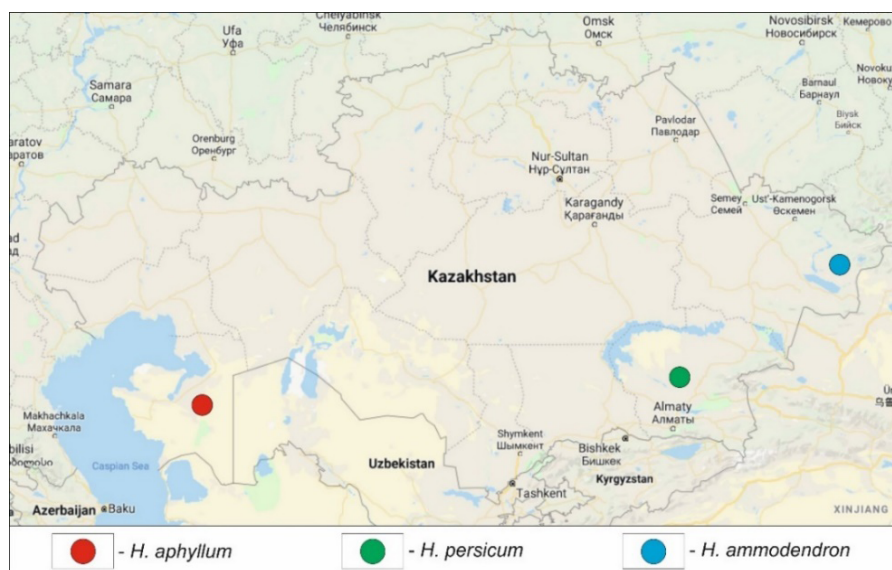 Chelyabinsk
Челябинск
Omsk
Омск
Novosibirsk
Новосибирск
Кемерово
Ufa
Уфа
Samara
Самара
Barnaul
Барнаул
Novoku
Новоку
Biysk
Бийск
Pavlodar
Павлодар
aratov
аратов
Orenburg
Оренбург
Nur-Sultan
Нұр-Сұлтан
Semey
Семей
Ust'-Kamenogorsk
Өскемен
Karagandy
Қарағанды
Kazakhstan
Makhachkala
Махачкала
Almaty
Алматы
Shymkent
Шымкент
Bishkek
Бишкек
Caspian Sea
Uzbekistan
Kyrgyzstan
bilisi
Tashkent
Azerbaijan
Baku
XINJIANG
- H. aphyllum
- H. persicum
- H. ammodendron